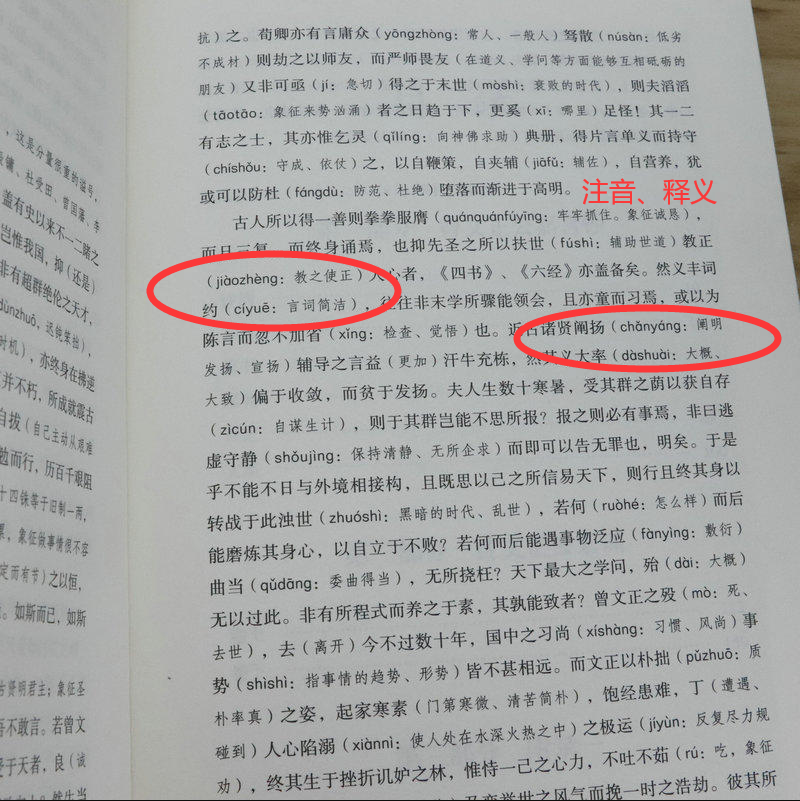 抗）之。荀卿亦有言庸众（yōngzhòng：常人、一般人）驽散（núsàn：低劣
不成材）则劫之以师友，而严师畏友（在道义、学问等方面能够互相砥砺的
朋友）又非可亟（jí：急切）得之于末世（mòshì：衰败的时代），则夫滔滔
（tāotāo：象征来势汹涌）者之日趋于下，更奚（xī：哪里）足怪！其一二
有志之士，其亦惟乞灵（qǐlíng：向神佛求助）典册，得片言单义而持守
（chíshǒu：守成、依仗）之，以自鞭策，自夹辅（jiāfǔ：辅佐），自营养，犹
或可以防杜（fángdù：防范、杜绝）堕落而渐进于高明。
注音、释义
古人所以得一善则拳拳服膺（quánquánfúyīng：牢牢抓住。象征诚恳），
而日三复，而终身诵焉，也抑先圣之所以扶世（fúshì：辅助世道）教正
（jiàozhèng：教之使正）人心者，《四书》、《六经》亦盖备矣。然义丰词
约（cíyuē：言词简洁），往往非末学所骤能领会，且亦童而习焉，或以为
陈言而忽不加省（xǐng：检查、觉悟）也。近古诸贤阐扬（chǎnyáng：阐明
发扬、宣扬）辅导之言益（更加）汗牛充栋，然其义大率（dàshuài：大概、
大致）偏于收敛，而贫于发扬。夫人生数十寒暑，受其群之荫以获自存
（zìcún：自谋生计），则于其群岂能不思所报？报之则必有事焉，非曰逃
虚守静（shǒujìng：保持清静、无所企求）而即可以告无罪也，明矣。于是
乎不能不日与外境相接构，且既思以己之所信易天下，则行且终其身以
转战于此浊世（zhuóshì：黑暗的时代、乱世），若何（ruòhé：怎么样）而后
能磨炼其身心，以自立于不败？若何而后能遇事物泛应（fànyìng：敷衍）
曲当（qǔdāng：委曲得当），无所挠枉？天下最大之学问，殆（dài：大概）
无以过此。非有所程式而养之于素，其孰能致者？曾文正之殁（mò：死、
去世），去（离开）今不过数十年，国中之习尚（xíshàng：习惯、风尚）事
势（shìshì：指事情的趋势、形势）皆不甚相远。而文正以朴拙（pǔzhuō：质
朴率真）之姿，起家寒素（门第寒微、清苦简朴），饱经患难，丁（遭遇、
碰到）人心陷溺（xiànnì：使人处在水深火热之中）之极运（jíyùn：反复尽力规
劝），终其生于挫折讥妒之林，惟恃一己之心力，不吐不茹（rú：吃，象征